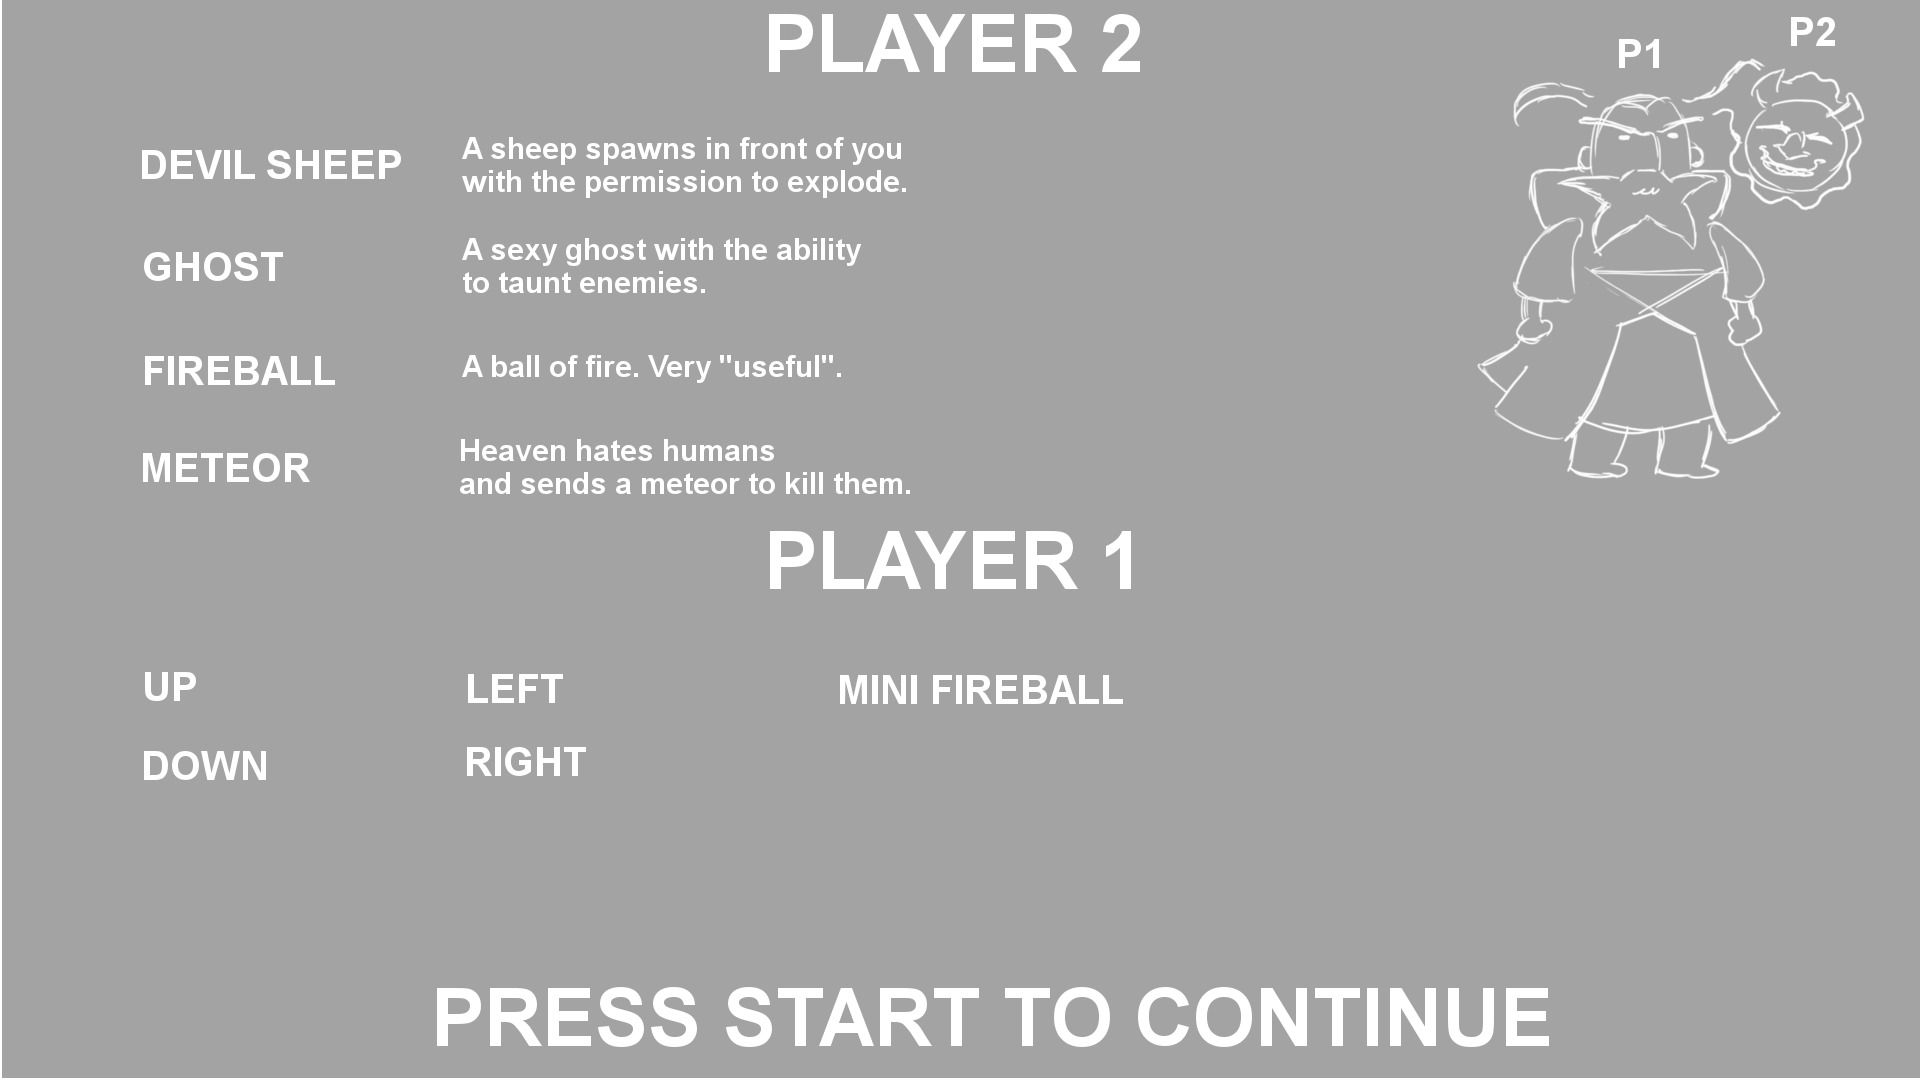 PLAYER 2
P1
P2
DEVIL SHEEP
A sheep spawns in front of you
with the permission to explode.
GHOST
A sexy ghost with the ability
to taunt enemies.
FIREBALL
A ball of fire. Very "useful".
METEOR
Heaven hates humans
and sends a meteor to kill them.
PLAYER 1
UP
LEFT
MINI FIREBALL
DOWN
RIGHT
PRESS START TO CONTINUE